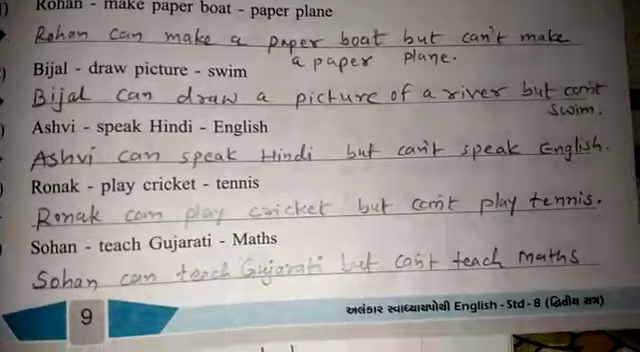 Rohan - make paper boat - paper plane
Rohan can make a paper boat but can't make
a paper plane.
Bijal - draw picture - swim
Bijal can draw a picture of a river but can't
swim.
Ashvi - speak Hindi - English
Ashvi can speak Hindi but can't speak English.
Ronak - play cricket - tennis
Ronak can play cricket but can't play tennis.
Sohan - teach Gujarati - Maths
Sohan can teach Gujarati but can't teach Maths
9
અલંકાર સ્વાધ્યાયપોથી English - Std - 8 (દ્વિતીય સત્ર)